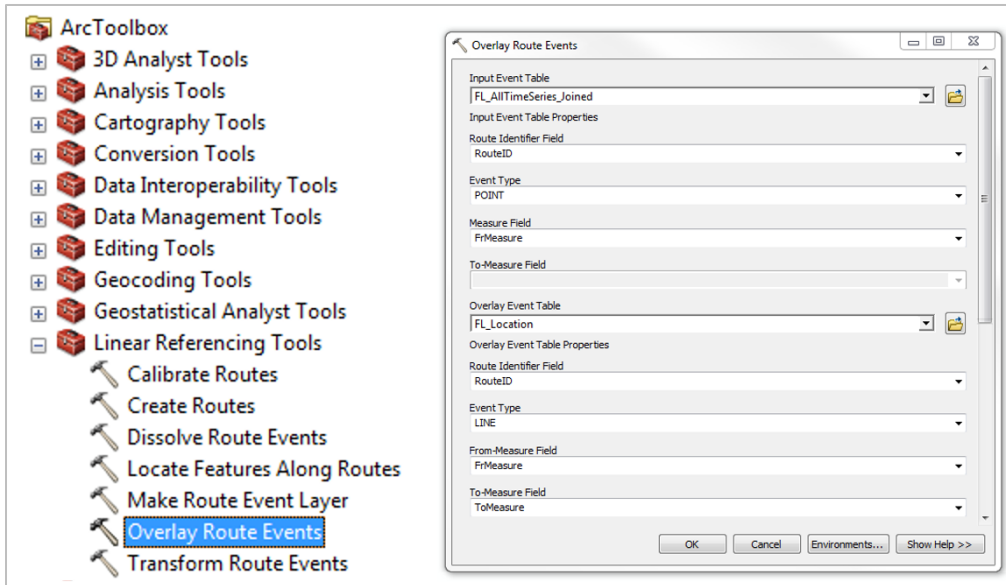 ArcToolbox
3D Analyst Tools
Analysis Tools
Cartography Tools
Conversion Tools
Data Interoperability Tools
Data Management Tools
Editing Tools
Geocoding Tools
Geostatistical Analyst Tools
Linear Referencing Tools
Calibrate Routes
Create Routes
Dissolve Route Events
Locate Features Along Routes
Make Route Event Layer
Overlay Route Events
Transform Route Events
Overlay Route Events
Input Event Table
FL_AllTimeSeries_Joined
Input Event Table Properties
Route Identifier Field
RouteID
Event Type
POINT
Measure Field
FrMeasure
To-Measure Field
Overlay Event Table
FL_Location
Overlay Event Table Properties
Route Identifier Field
RouteID
Event Type
LINE
From-Measure Field
FrMeasure
To-Measure Field
ToMeasure
OK Cancel Environments... Show Help >>